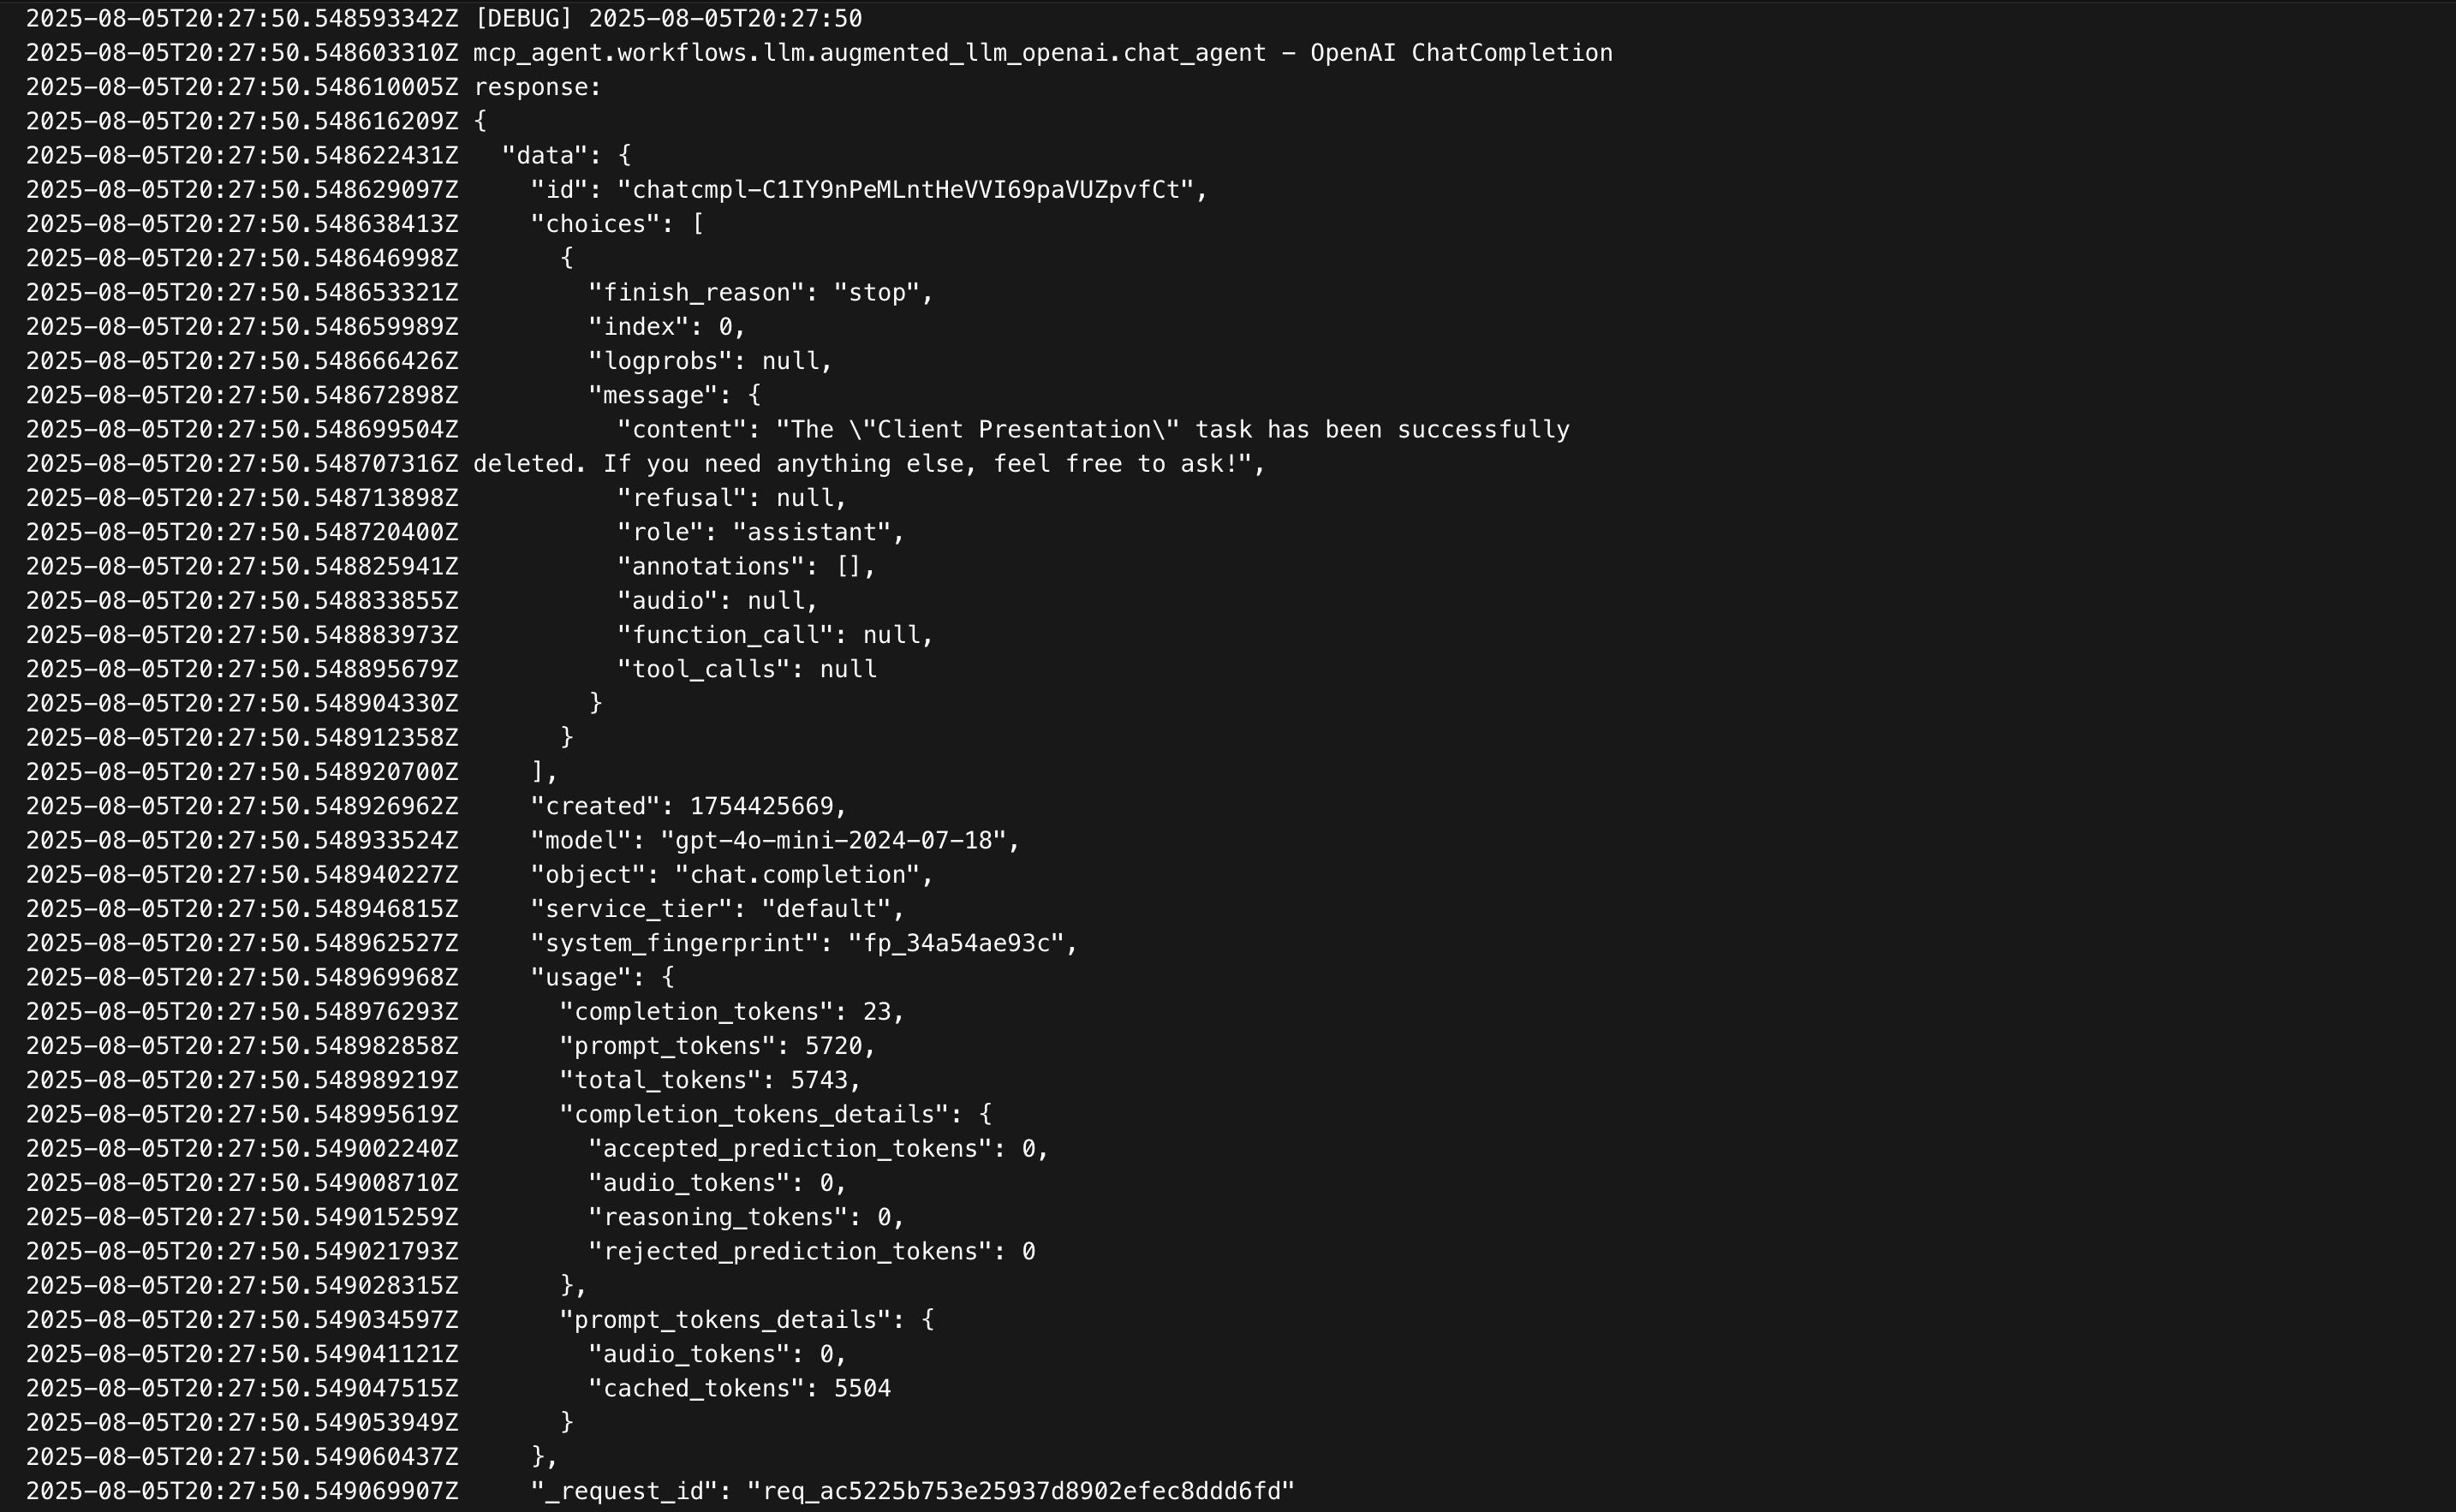 2025-08-05T20:27:50.548593342Z [DEBUG] 2025-08-05T20:27:50
2025-08-05T20:27:50.548603310Z mcp_agent.workflows.llm.augmented_llm_openai.chat_agent - OpenAI ChatCompletion
2025-08-05T20:27:50.548610005Z response:
2025-08-05T20:27:50.548616209Z {
2025-08-05T20:27:50.548622431Z   "data": {
2025-08-05T20:27:50.548629097Z     "id": "chatcmpl-C1IY9nPeMLntHeVVI69paVUZpvfCt",
2025-08-05T20:27:50.548638413Z     "choices": [
2025-08-05T20:27:50.548646998Z       {
2025-08-05T20:27:50.548653321Z         "finish_reason": "stop",
2025-08-05T20:27:50.548659989Z         "index": 0,
2025-08-05T20:27:50.548666426Z         "logprobs": null,
2025-08-05T20:27:50.548672898Z         "message": {
2025-08-05T20:27:50.548699504Z           "content": "The \"Client Presentation\" task has been successfully
2025-08-05T20:27:50.548707316Z deleted. If you need anything else, feel free to ask!",
2025-08-05T20:27:50.548713898Z           "refusal": null,
2025-08-05T20:27:50.548720400Z           "role": "assistant",
2025-08-05T20:27:50.548825941Z           "annotations": [],
2025-08-05T20:27:50.548833855Z           "audio": null,
2025-08-05T20:27:50.548883973Z           "function_call": null,
2025-08-05T20:27:50.548895679Z           "tool_calls": null
2025-08-05T20:27:50.548904330Z         }
2025-08-05T20:27:50.548912358Z       }
2025-08-05T20:27:50.548920700Z     ],
2025-08-05T20:27:50.548926962Z     "created": 1754425669,
2025-08-05T20:27:50.548933524Z     "model": "gpt-4o-mini-2024-07-18",
2025-08-05T20:27:50.548940227Z     "object": "chat.completion",
2025-08-05T20:27:50.548946815Z     "service_tier": "default",
2025-08-05T20:27:50.548962527Z     "system_fingerprint": "fp_34a54ae93c",
2025-08-05T20:27:50.548969968Z     "usage": {
2025-08-05T20:27:50.548976293Z       "completion_tokens": 23,
2025-08-05T20:27:50.548982858Z       "prompt_tokens": 5720,
2025-08-05T20:27:50.548989219Z       "total_tokens": 5743,
2025-08-05T20:27:50.548995619Z       "completion_tokens_details": {
2025-08-05T20:27:50.549002240Z         "accepted_prediction_tokens": 0,
2025-08-05T20:27:50.549008710Z         "audio_tokens": 0,
2025-08-05T20:27:50.549015259Z         "reasoning_tokens": 0,
2025-08-05T20:27:50.549021793Z         "rejected_prediction_tokens": 0
2025-08-05T20:27:50.549028315Z       },
2025-08-05T20:27:50.549034597Z       "prompt_tokens_details": {
2025-08-05T20:27:50.549041121Z         "audio_tokens": 0,
2025-08-05T20:27:50.549047515Z         "cached_tokens": 5504
2025-08-05T20:27:50.549053949Z       }
2025-08-05T20:27:50.549060437Z     },
2025-08-05T20:27:50.549069907Z     "_request_id": "req_ac5225b753e25937d8902efec8ddd6fd"